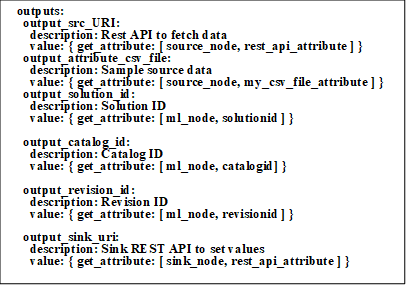 outputs:
output_src_URI:
description: Rest API to fetch data
value: { get_attribute: [ source_node, rest_api_attribute ] }
output_attribute_csv_file:
description: Sample source data
value: { get_attribute: [ source_node, my_csv_file_attribute ] }
output_solution_id:
description: Solution ID
value: { get_attribute: [ ml_node, solutionid ] }
output_catalog_id:
description: Catalog ID
value: { get_attribute: [ ml_node, catalogid] }
output_revision_id:
description: Revision ID
value: { get_attribute: [ ml_node, revisionid ] }
output_sink_uri:
description: Sink REST API to set values
value: { get_attribute: [ sink_node, rest_api_attribute ] }